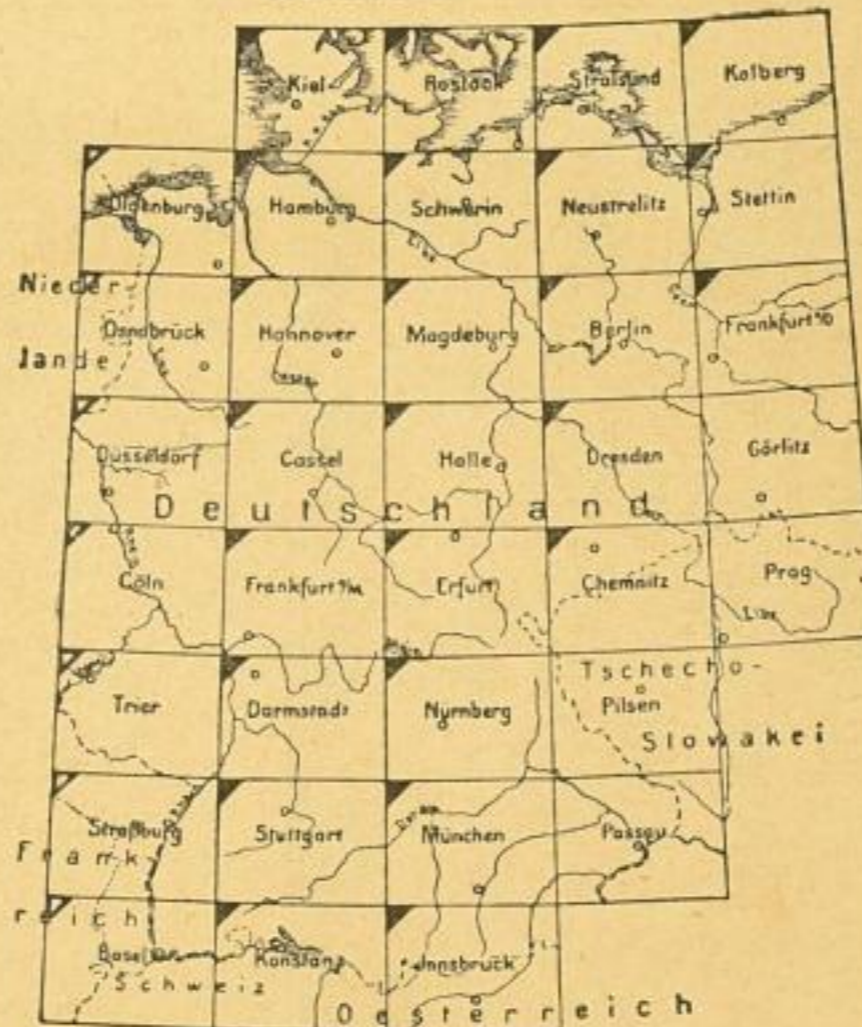 Kiel Rostock Stralsund Kolberg
Oldenburg Hamburg Schwerin Neustrelitz Stettin
Elbe
Nieder-
Osnabrück Hannover Magdeburg Berlin Frankfurt a/O
lande
Düsseldorf Cassel Halle Dresden Görlitz
Deutschland
Cöln Frankfurt a/M. Erfurt Chemnitz Prag
Elbe
Tschecho-
Trier Darmstadt Nürnberg Pilsen
Slowakei
Straßburg Stuttgart München Passau
Frank-
reich
Basel Konstanz Innsbruck
Schweiz
Oesterreich